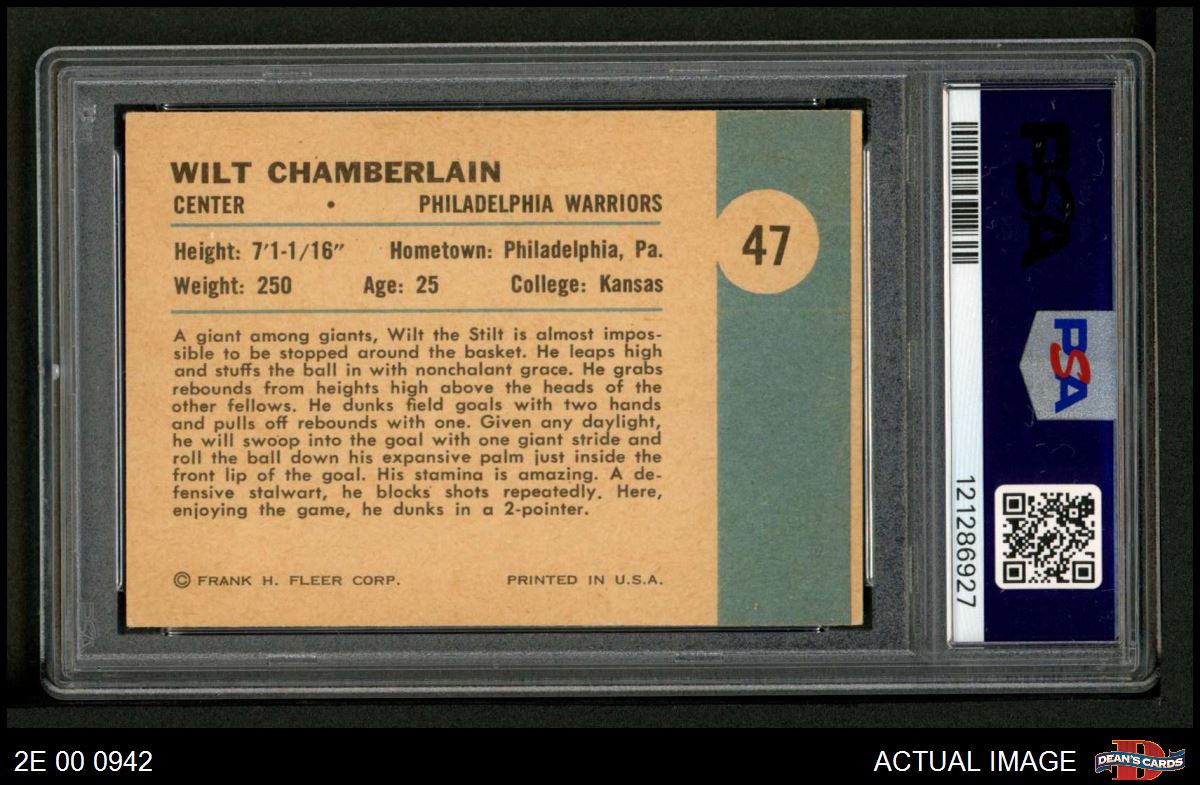 WILT CHAMBERLAIN
CENTER • PHILADELPHIA WARRIORS
Height: 7'1-1/16" Hometown: Philadelphia, Pa.
Weight: 250 Age: 25 College: Kansas
A giant among giants, Wilt the Stilt is almost impos-
sible to be stopped around the basket. He leaps high
and stuffs the ball in with nonchalant grace. He grabs
rebounds from heights high above the heads of the
other fellows. He dunks field goals with two hands
and pulls off rebounds with one. Given any daylight,
he will swoop into the goal with one giant stride and
roll the ball down his expansive palm just inside the
front lip of the goal. His stamina is amazing. A de-
fensive stalwart, he blocks shots repeatedly. Here,
enjoying the game, he dunks in a 2-pointer.
© FRANK H. FLEER CORP. PRINTED IN U.S.A.
47
PSA
PSA
121286927
2E 00 0942
ACTUAL IMAGE
DEAN'S CARDS